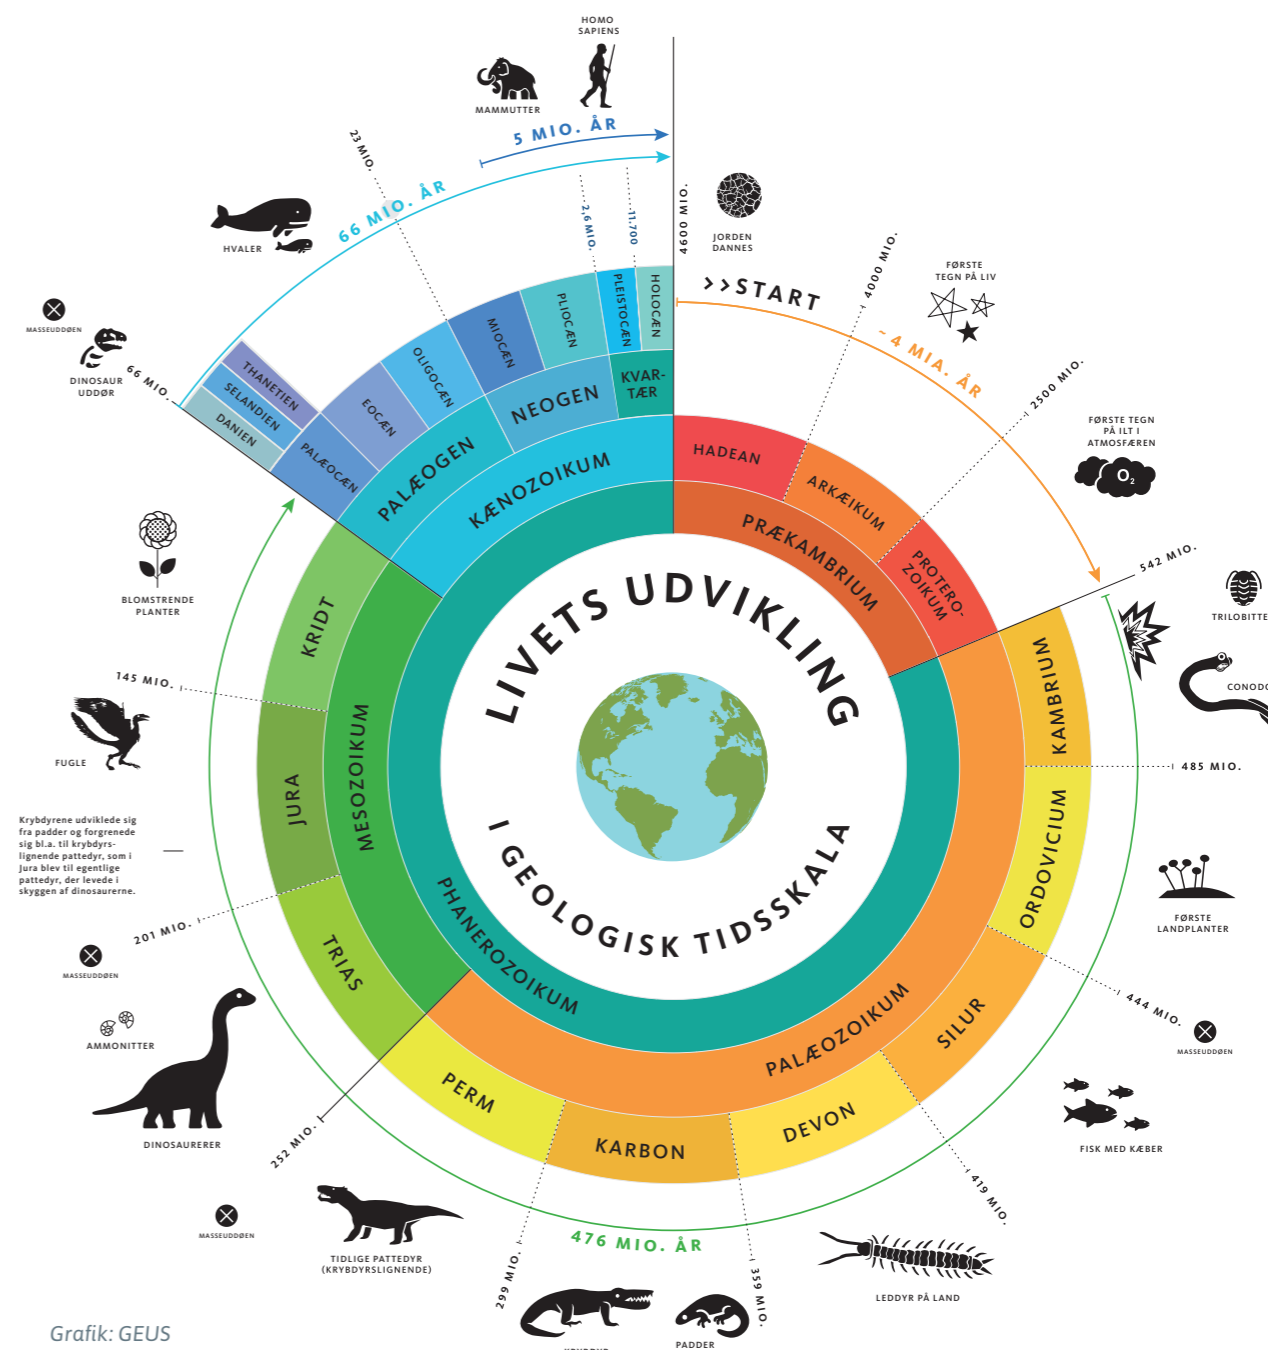 HOMO
SAPIENS
MAMMUTTER
5 MIO. ÅR
23 MIO.
66 MIO. ÅR
HVALER
2,6 MIO.
11.700
4600 MIO.
JORDEN
DANNES
>>START
4000 MIO.
FØRSTE
TEGN PÅ LIV
~4 MIA. ÅR
2500 MIO.
FØRSTE TEGN
PÅ ILT I
ATMOSFÆREN
O₂
542 MIO.
TRILOBITTE
CONODO
485 MIO.
FØRSTE
LANDPLANTER
444 MIO.
MASSEUDDØEN
FISK MED KÆBER
419 MIO.
LEDDYR PÅ LAND
359 MIO.
PADDER
299 MIO.
476 MIO. ÅR
TIDLIGE PATTEDYR
(KRYBDYRSLIGNENDE)
MASSEUDDØEN
252 MIO.
DINOSAURERER
AMMONITTER
MASSEUDDØEN
201 MIO.
Krybdyrene udviklede sig
fra padder og forgrenede
sig bl.a. til krybdyrs-
lignende pattedyr, som i
Jura blev til egentlige
pattedyr, der levede i
skyggen af dinosaurerne.
FUGLE
145 MIO.
BLOMSTRENDE
PLANTER
66 MIO.
DINOSAUR
UDDØR
MASSEUDDØEN
THANETIEN
SELANDIEN
DANIEN
PALÆOCÆN
EOCÆN
OLIGOCÆN
MIOCÆN
PLIOCÆN
PLEISTOCÆN
HOLOCÆN
PALÆOGEN
NEOGEN
KVAR-
TÆR
KÆNOZOIKUM
HADEAN
ARKÆIKUM
PROTERO-
ZOIKUM
PRÆKAMBRIUM
KAMBRIUM
ORDOVICIUM
SILUR
DEVON
KARBON
PERM
PALÆOZOIKUM
TRIAS
JURA
KRIDT
MESOZOIKUM
PHANEROZOIKUM
LIVETS UDVIKLING
I GEOLOGISK TIDSSKALA
Grafik: GEUS